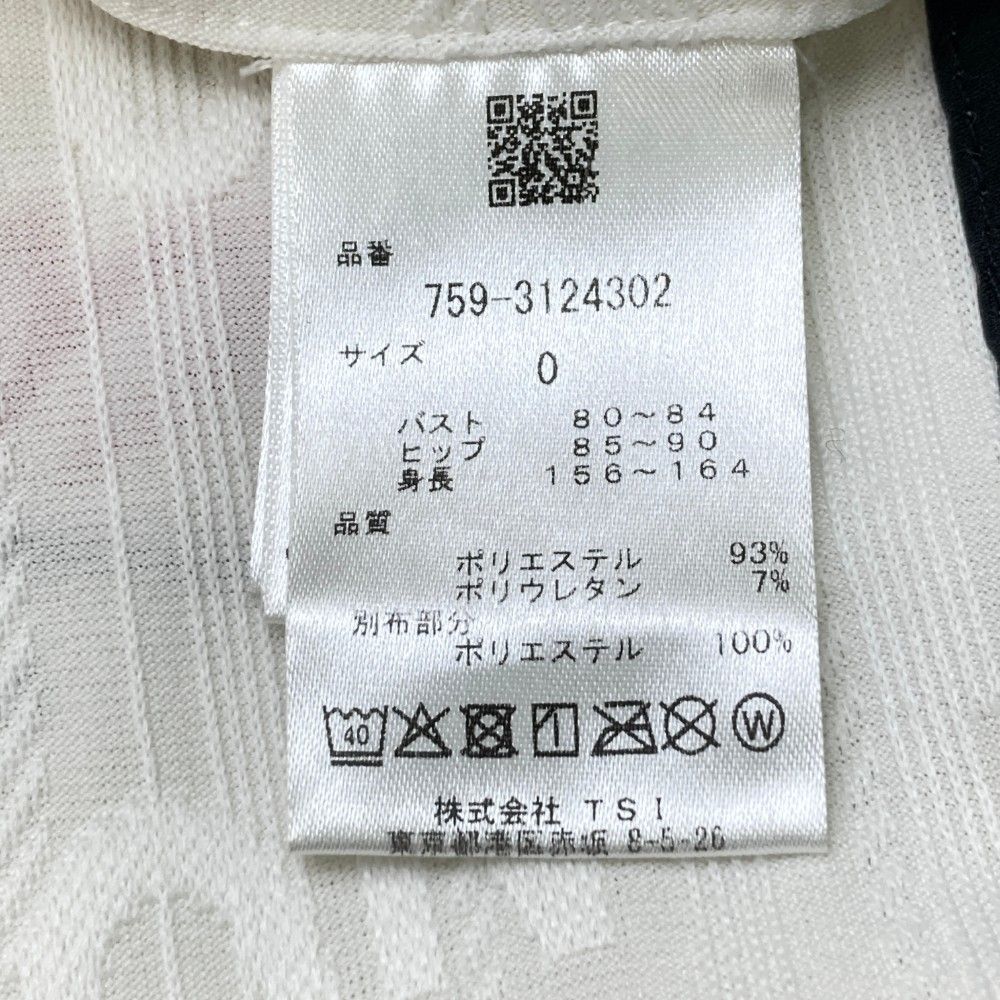 品番
759-3124302
サイズ 0
バスト 80～84
ヒップ 85～90
身長 156～164
品質
ポリエステル 93%
ポリウレタン 7%
別布部分
ポリエステル 100%
40
W
株式会社 TSI
東京都港区赤坂 8-5-26